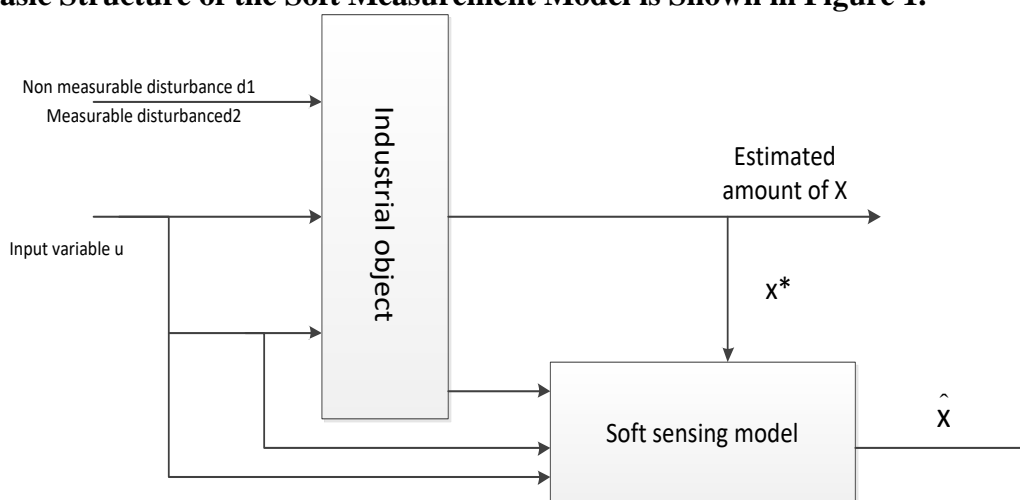 asic Structure of the Soft Measurement Model is Shown in Figure 1.
Non measurable disturbance d1
Measurable disturbanced2
Industrial object
Estimated
amount of X
Input variable u
x*
Soft sensing model
x̂